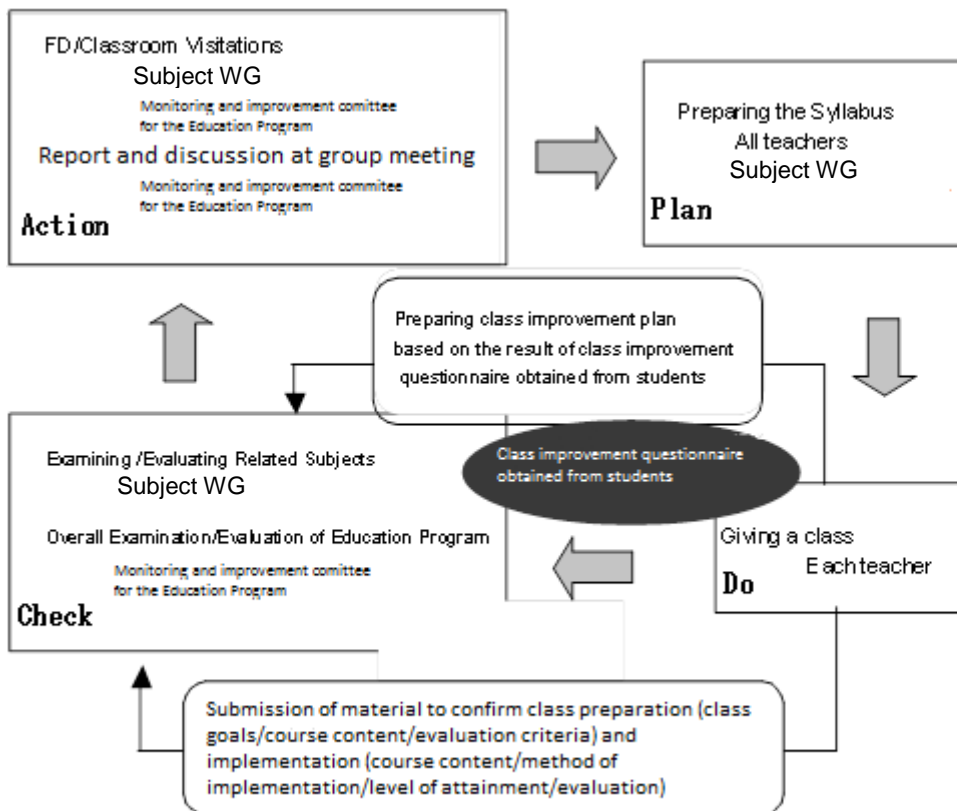 FD/Classroom Visitations
Subject WG
Monitoring and improvement comittee
for the Education Program
Report and discussion at group meeting
Monitoring and improvement commitee
for the Education Program
Action
Preparing the Syllabus
All teachers
Subject WG
Plan
Preparing class improvement plan
based on the result of class improvement
questionnaire obtained from students
Class improvement questionnaire
obtained from students
Examining /Evaluating Related Subjects
Subject WG
Overall Examination/Evaluation of Education Program
Monitoring and improvement comittee
for the Education Program
Check
Giving a class
Each teacher
Do
Submission of material to confirm class preparation (class
goals/course content/evaluation criteria) and
implementation (course content/method of
implementation/level of attainment/evaluation)